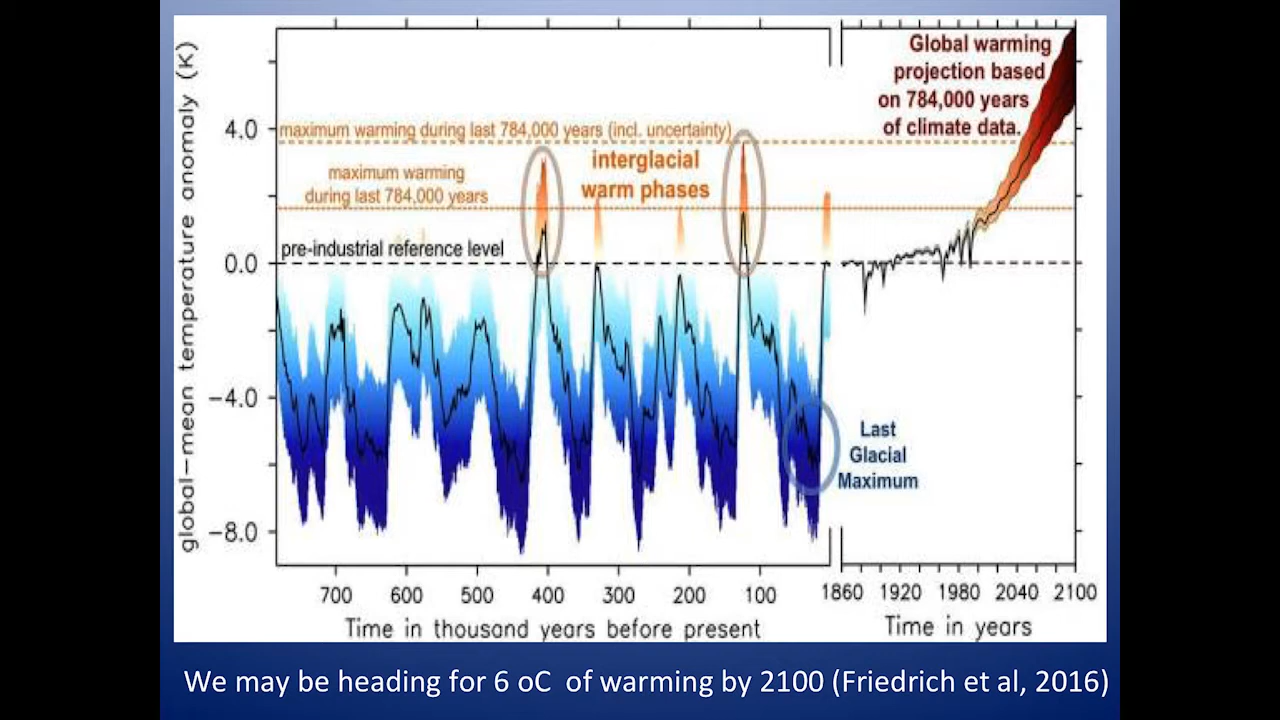 global-mean temperature anomaly (K)
4.0
0.0
-4.0
-8.0
maximum warming during last 784,000 years (incl. uncertainty)
maximum warming
during last 784,000 years
interglacial
warm phases
pre-industrial reference level
Global warming
projection based
on 784,000 years
of climate data.
Last
Glacial
Maximum
700 600 500 400 300 200 100
1860 1920 1980 2040 2100
Time in thousand years before present
Time in years
We may be heading for 6 oC of warming by 2100 (Friedrich et al, 2016)